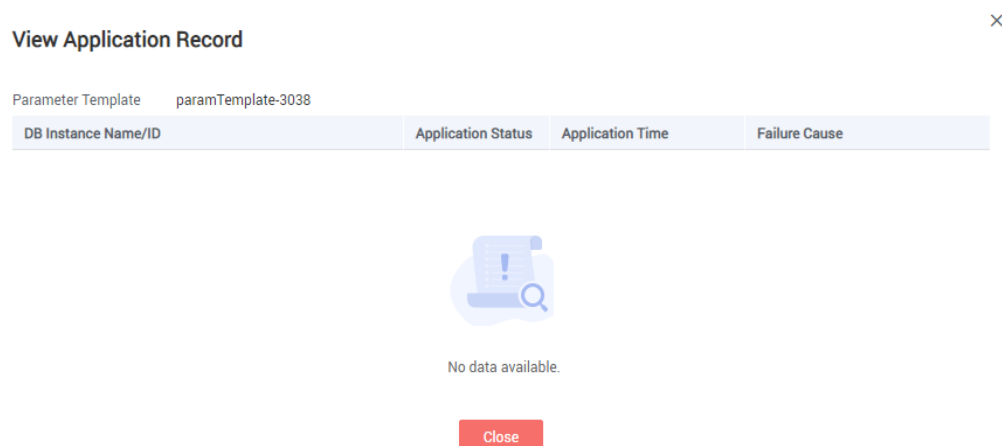 View Application Record
Parameter Template paramTemplate-3038
DB Instance Name/ID Application Status Application Time Failure Cause
No data available.
Close